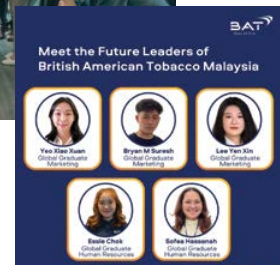 BAT
Meet the Future Leaders of
British American Tobacco Malaysia
Yeo Xiao Xuan
Global Graduate
Marketing
Bryan M Suresh
Global Graduate
Marketing
Lee Yen Xin
Global Graduate
Marketing
Essie Chok
Global Graduate
Human Resources
Sofea Hassanah
Global Graduate
Human Resources